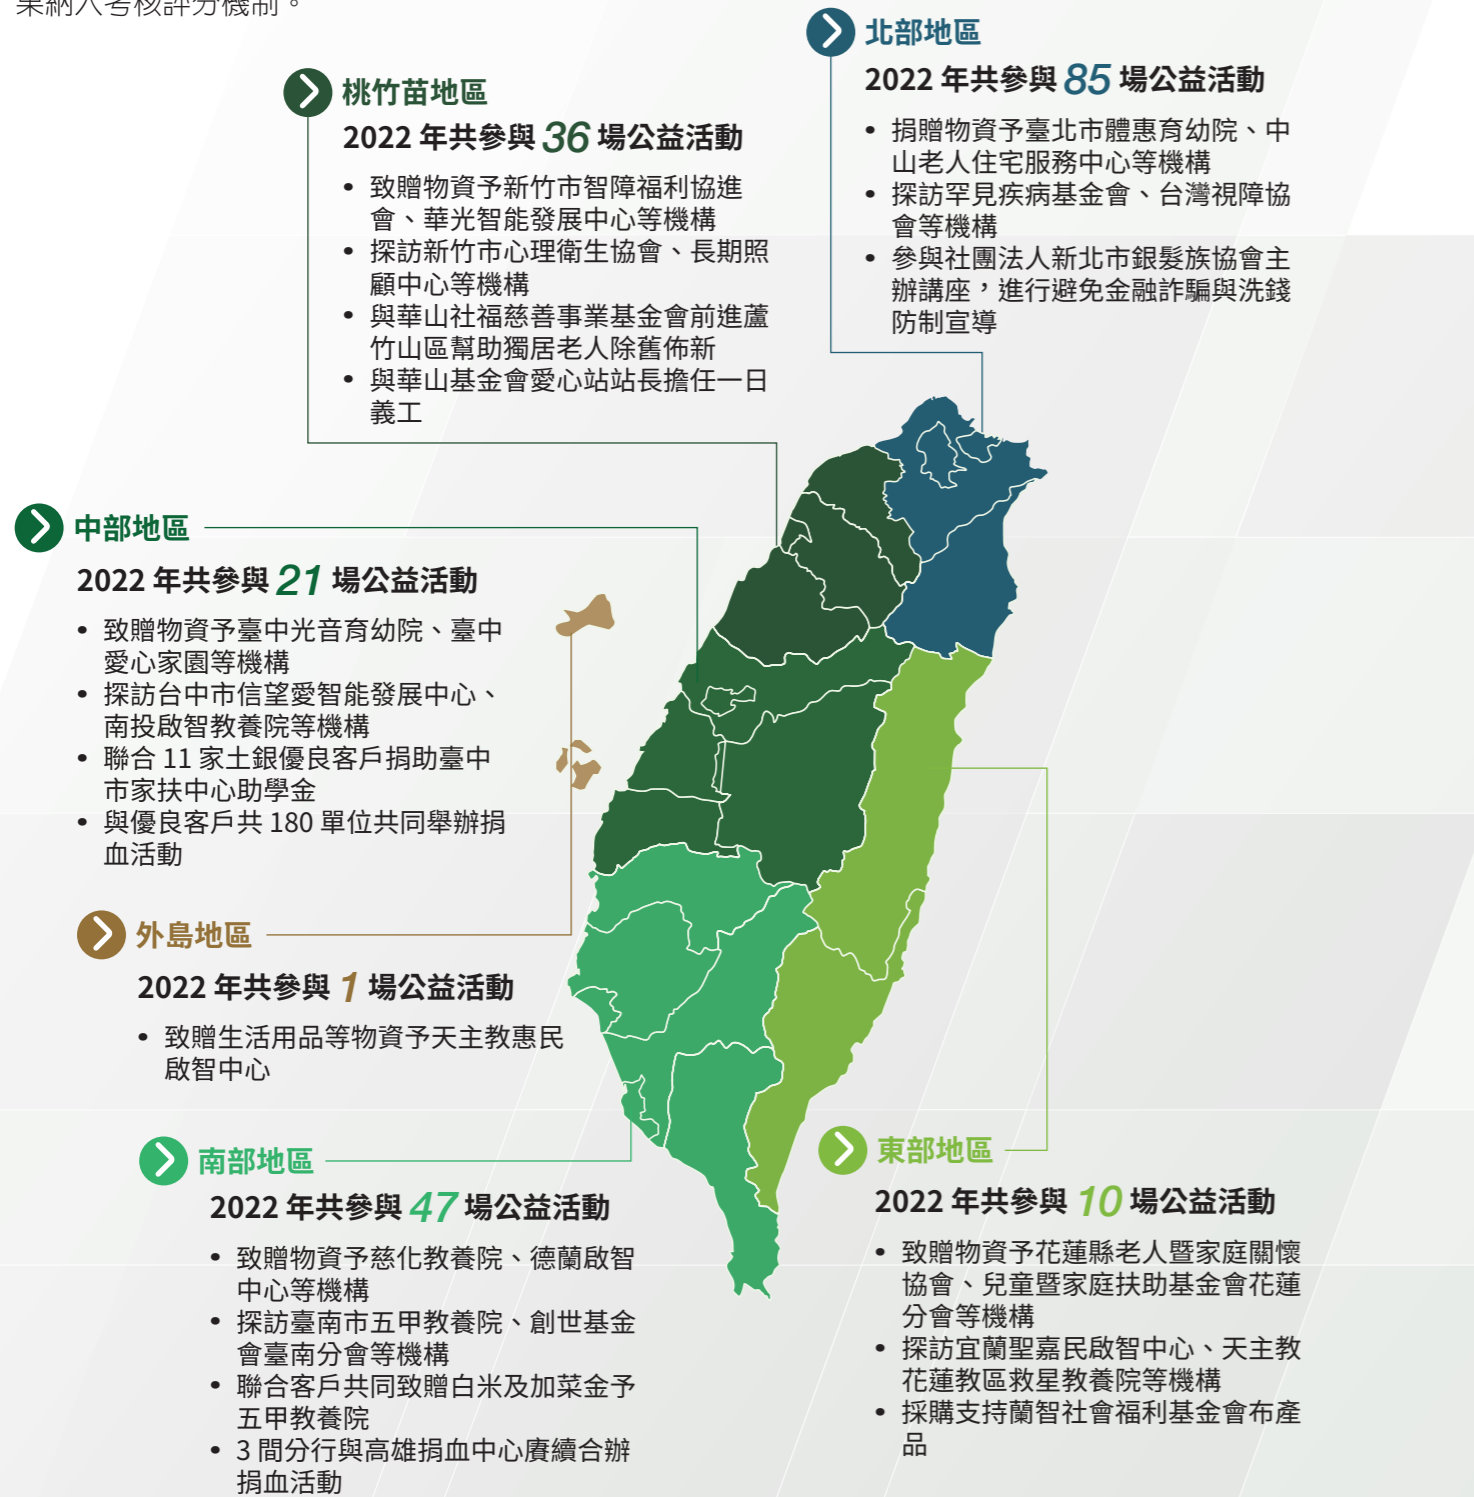 果納入考核評分機制。
北部地區
2022 年共參與 85 場公益活動
• 捐贈物資予臺北市體惠育幼院、中
山老人住宅服務中心等機構
• 探訪罕見疾病基金會、台灣視障協
會等機構
• 參與社團法人新北市銀髮族協會主
辦講座，進行避免金融詐騙與洗錢
防制宣導
桃竹苗地區
2022 年共參與 36 場公益活動
• 致贈物資予新竹市智障福利協進
會、華光智能發展中心等機構
• 探訪新竹市心理衛生協會、長期照
顧中心等機構
• 與華山社福慈善事業基金會前進蘆
竹山區幫助獨居老人除舊佈新
• 與華山基金會愛心站站長擔任一日
義工
中部地區
2022 年共參與 21 場公益活動
• 致贈物資予臺中光音育幼院、臺中
愛心家園等機構
• 探訪台中市信望愛智能發展中心、
南投啟智教養院等機構
• 聯合 11 家土銀優良客戶捐助臺中
市家扶中心助學金
• 與優良客戶共 180 單位共同舉辦捐
血活動
外島地區
2022 年共參與 1 場公益活動
• 致贈生活用品等物資予天主教惠民
啟智中心
南部地區
2022 年共參與 47 場公益活動
• 致贈物資予慈化教養院、德蘭啟智
中心等機構
• 探訪臺南市五甲教養院、創世基金
會臺南分會等機構
• 聯合客戶共同致贈白米及加菜金予
五甲教養院
• 3 間分行與高雄捐血中心賡續合辦
捐血活動
東部地區
2022 年共參與 10 場公益活動
• 致贈物資予花蓮縣老人暨家庭關懷
協會、兒童暨家庭扶助基金會花蓮
分會等機構
• 探訪宜蘭聖嘉民啟智中心、天主教
花蓮教區救星教養院等機構
• 採購支持蘭智社會福利基金會布產
品